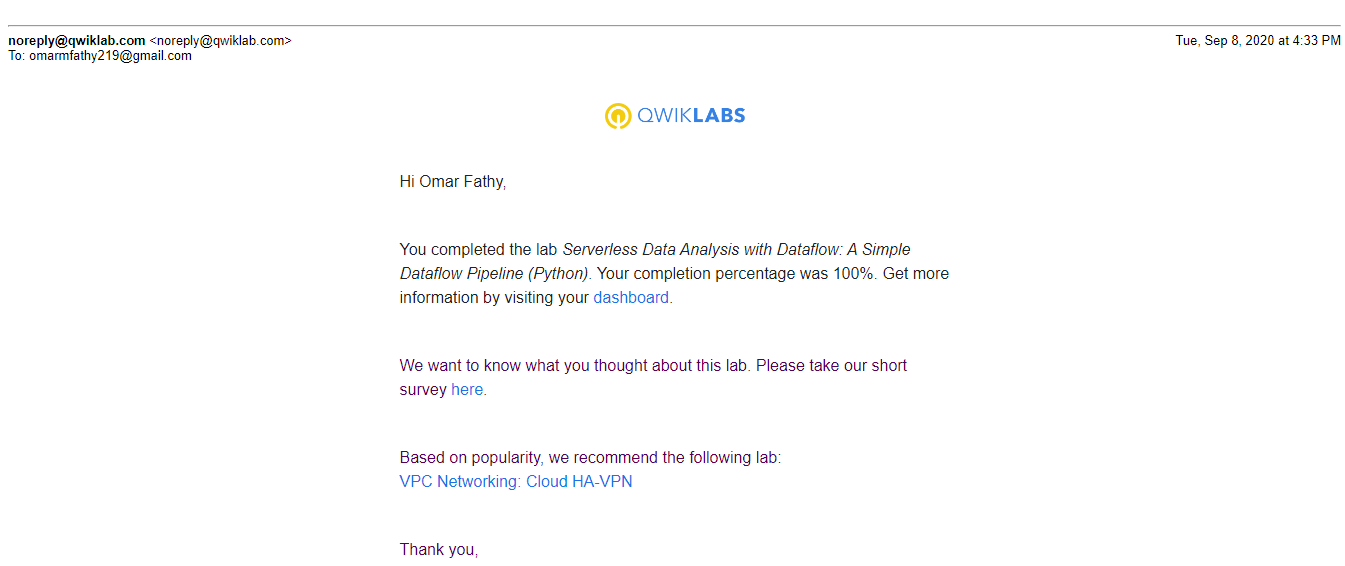 noreply@qwiklab.com <noreply@qwiklab.com> Tue, Sep 8, 2020 at 4:33 PM
To: omarmfathy219@gmail.com
QWIKLABS
Hi Omar Fathy,
You completed the lab Serverless Data Analysis with Dataflow: A Simple
Dataflow Pipeline (Python). Your completion percentage was 100%. Get more
information by visiting your dashboard.
We want to know what you thought about this lab. Please take our short
survey here.
Based on popularity, we recommend the following lab:
VPC Networking: Cloud HA-VPN
Thank you,